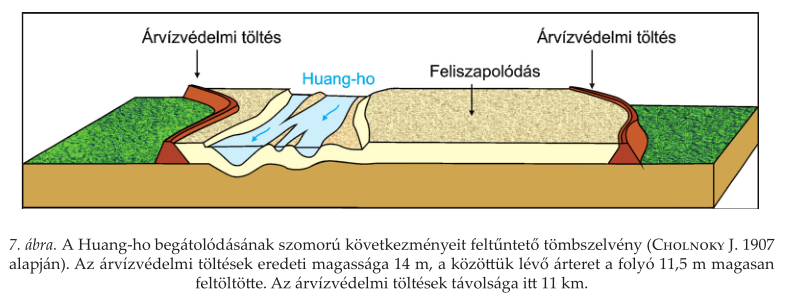 Árvízvédelmi töltés
Árvízvédelmi töltés
Huang-ho
Feliszapolódás
7. ábra. A Huang-ho begátolódásának szomorú következményeit feltűntető tömbszelvény (CHOLNOKY J. 1907
alapján). Az árvízvédelmi töltések eredeti magassága 14 m, a közöttük lévő árteret a folyó 11,5 m magasan
feltöltötte. Az árvízvédelmi töltések távolsága itt 11 km.